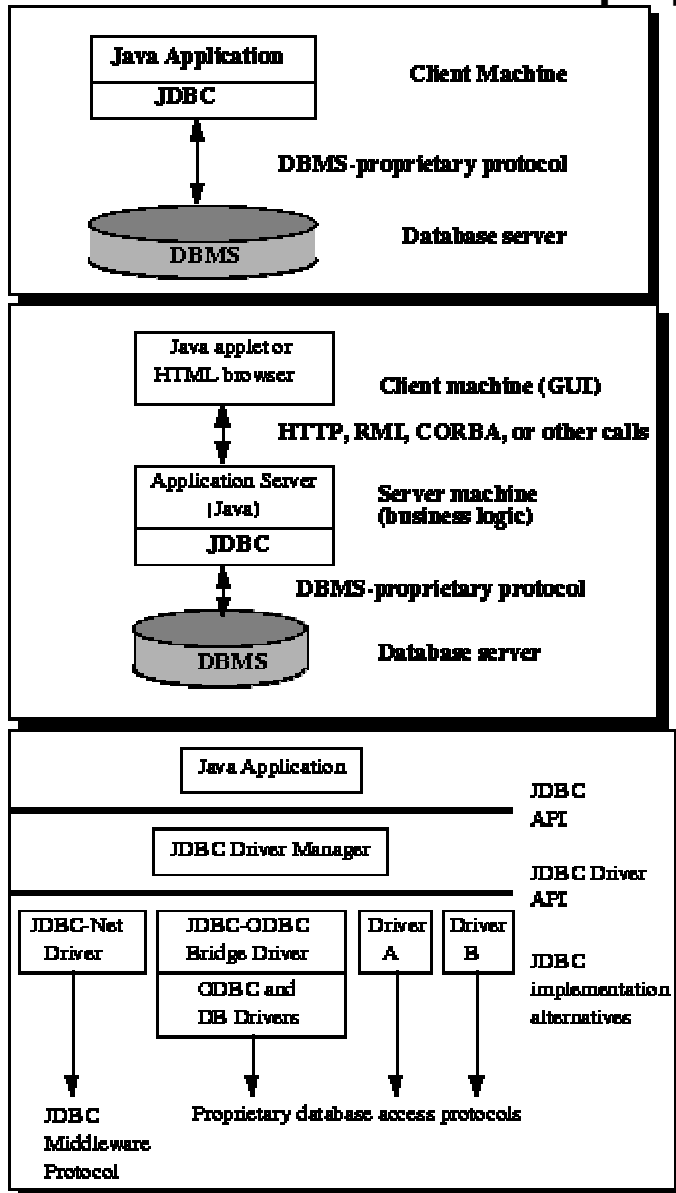 Java Application
JDBC
Client Machine
DBMS-proprietary protocol
DBMS
Database server
Java applet or
HTML browser
Client machine (GUI)
HTTP, RMI, CORBA, or other calls
Application Server
(Java)
JDBC
Server machine
(business logic)
DBMS-proprietary protocol
DBMS
Database server
Java Application
JDBC
API
JDBC Driver Manager
JDBC Driver
API
JDBC-Net
Driver
JDBC-ODBC
Bridge Driver
ODBC and
DB Drivers
Driver
A
Driver
B
JDBC
implementation
alternatives
JDBC
Middleware
Protocol
Proprietary database access protocols